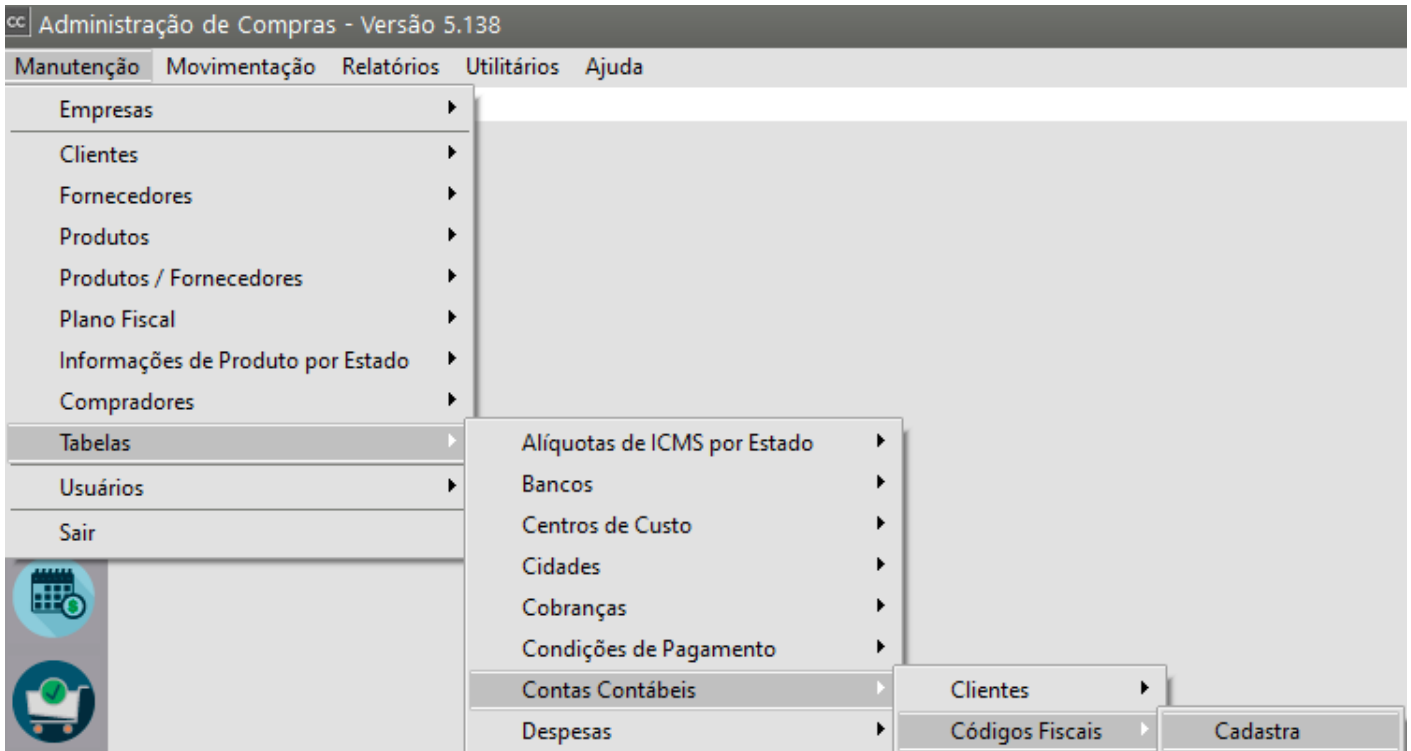 cc Administração de Compras - Versão 5.138
Manutenção Movimentação Relatórios Utilitários Ajuda
Empresas
Clientes
Fornecedores
Produtos
Produtos / Fornecedores
Plano Fiscal
Informações de Produto por Estado
Compradores
Tabelas
Usuários
Sair
Alíquotas de ICMS por Estado
Bancos
Centros de Custo
Cidades
Cobranças
Condições de Pagamento
Contas Contábeis
Despesas
Clientes
Códigos Fiscais
Cadastra